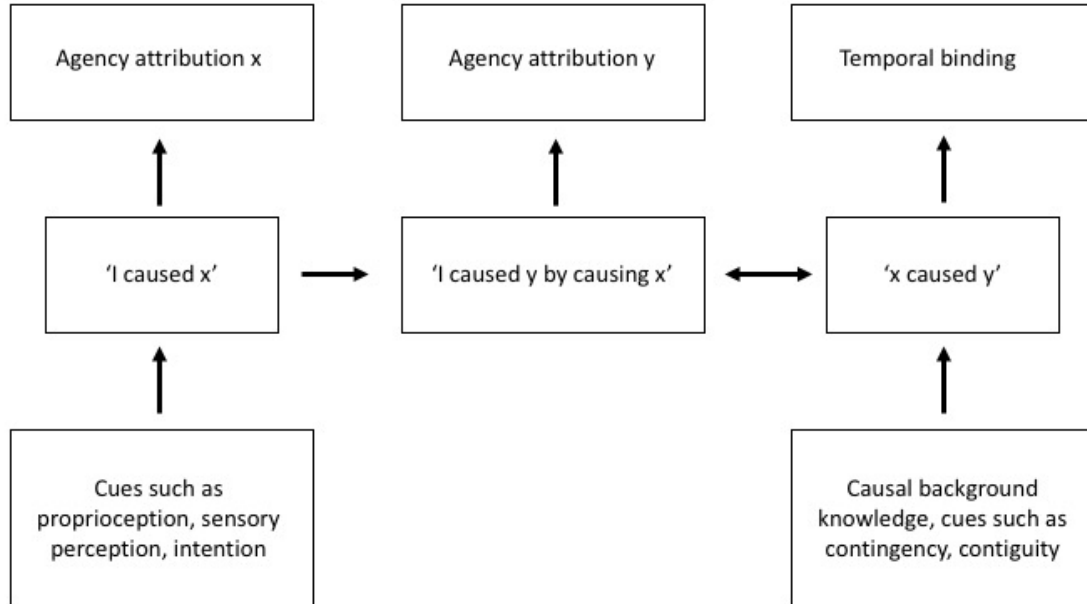 Agency attribution x
Agency attribution y
Temporal binding
‘I caused x’
‘I caused y by causing x’
‘x caused y’
Cues such as
proprioception, sensory
perception, intention
Causal background
knowledge, cues such as
contingency, contiguity